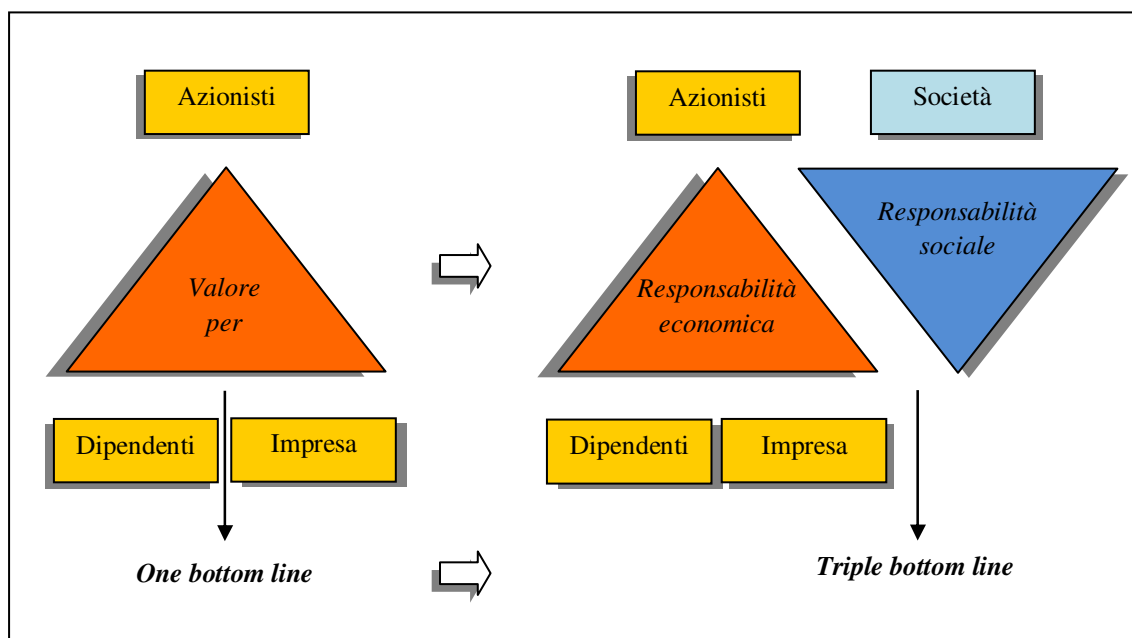 Azionisti
Azionisti
Società
Valore
per
Responsabilità
economica
Responsabilità
sociale
Dipendenti
Impresa
Dipendenti
Impresa
One bottom line
Triple bottom line